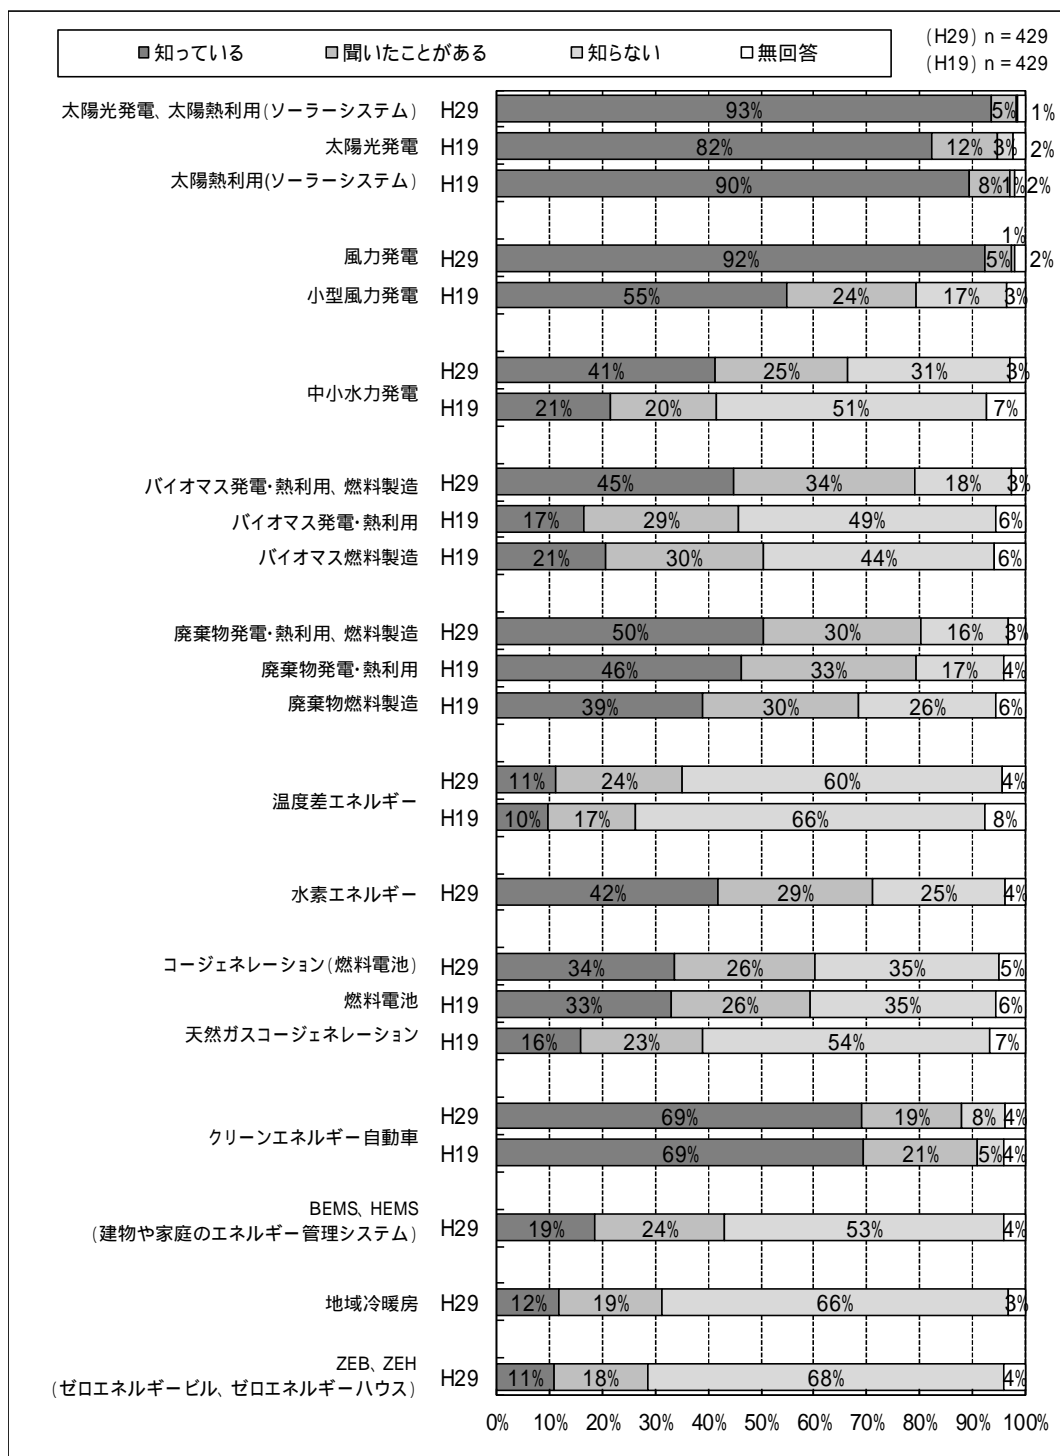 ■知っている ■聞いたことがある □知らない □無回答
(H29) n = 429
(H19) n = 429
太陽光発電、太陽熱利用(ソーラーシステム) H29 93% 5% 1%
太陽光発電 H19 82% 12% 3% 2%
太陽熱利用(ソーラーシステム) H19 90% 8% 1% 2%
1%
風力発電 H29 92% 5% 2%
小型風力発電 H19 55% 24% 17% 3%
中小水力発電
H29 41% 25% 31% 3%
H19 21% 20% 51% 7%
バイオマス発電・熱利用、燃料製造 H29 45% 34% 18% 3%
バイオマス発電・熱利用 H19 17% 29% 49% 6%
バイオマス燃料製造 H19 21% 30% 44% 6%
廃棄物発電・熱利用、燃料製造 H29 50% 30% 16% 3%
廃棄物発電・熱利用 H19 46% 33% 17% 4%
廃棄物燃料製造 H19 39% 30% 26% 6%
温度差エネルギー
H29 11% 24% 60% 4%
H19 10% 17% 66% 8%
水素エネルギー H29 42% 29% 25% 4%
コージェネレーション(燃料電池) H29 34% 26% 35% 5%
燃料電池 H19 33% 26% 35% 6%
天然ガスコージェネレーション H19 16% 23% 54% 7%
クリーンエネルギー自動車
H29 69% 19% 8% 4%
H19 69% 21% 5% 4%
BEMS、HEMS
(建物や家庭のエネルギー管理システム) H29 19% 24% 53% 4%
地域冷暖房 H29 12% 19% 66% 3%
ZEB、ZEH
(ゼロエネルギービル、ゼロエネルギーハウス) H29 11% 18% 68% 4%
0% 10% 20% 30% 40% 50% 60% 70% 80% 90% 100%